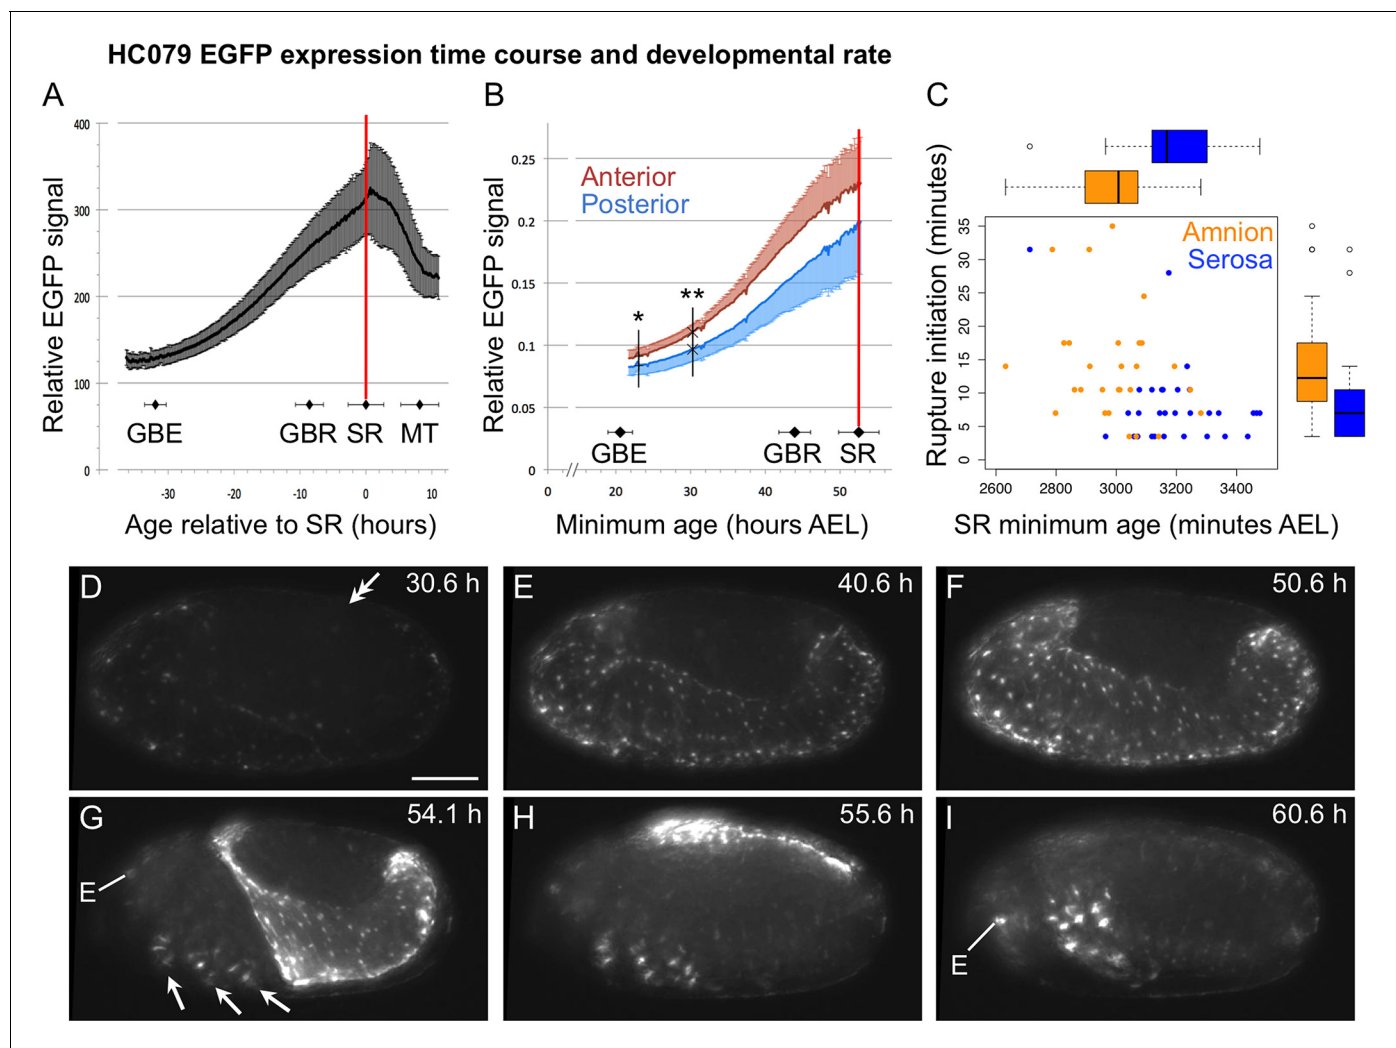 HC079 EGFP expression time course and developmental rate
A
Relative EGFP signal
400
300
200
100
0
GBE
GBR
SR
MT
-30
-20
-10
0
10
Age relative to SR (hours)
B
Relative EGFP signal
0.25
0.2
0.15
0.1
0.05
0
Anterior
Posterior
*
**
GBE
GBR
SR
0
20
30
40
50
Minimum age (hours AEL)
C
Rupture initiation (minutes)
35
30
25
20
15
10
5
0
Amnion
Serosa
2600
2800
3000
3200
3400
SR minimum age (minutes AEL)
D
30.6 h
E
40.6 h
F
50.6 h
G
54.1 h
E
H
55.6 h
I
60.6 h
E